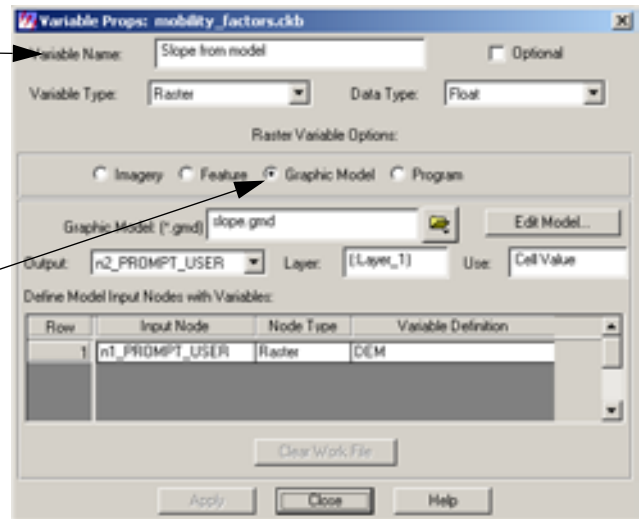 Variable Props: mobility_factors.ckb
Variable Name: Slope from model Optional
Variable Type: Raster Data Type: Float
Raster Variable Options:
Imagery Feature Graphic Model Program
Graphic Model: (*.gmd) slope.gmd Edit Model...
Output: n2_PROMPT_USER Layer: (:Layer_1) Use: Cell Value
Define Model Input Nodes with Variables:
Row Input Node Node Type Variable Definition
1 n1_PROMPT_USER Raster DEM
Clear Work File
Apply Close Help